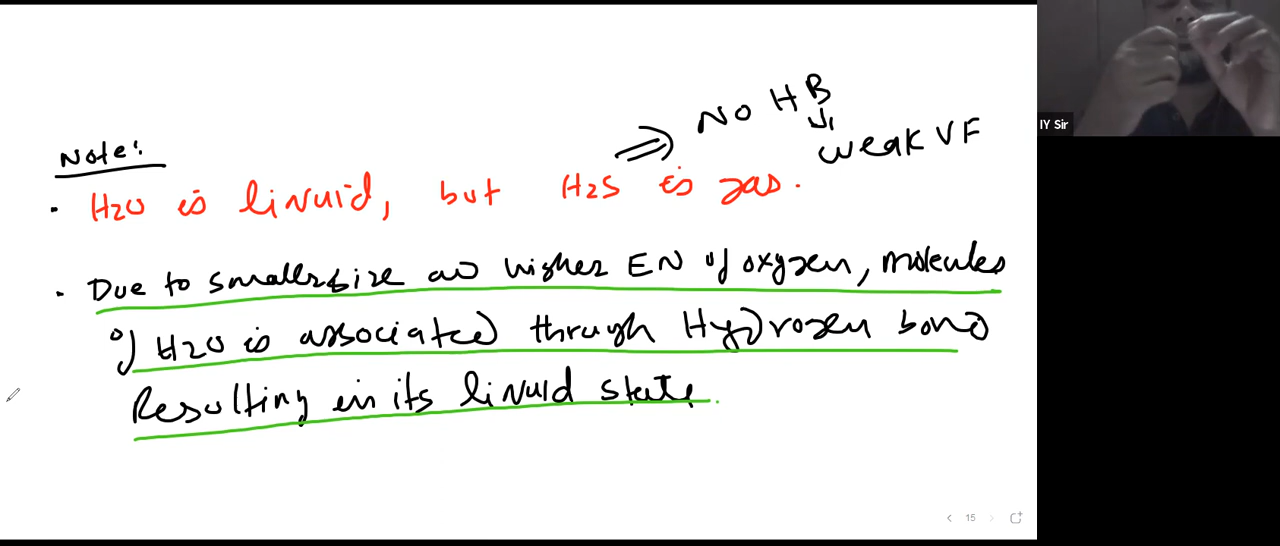 No HB
weak VF
Note:
. H2O is liquid, but H2S is gas.
. Due to smaller size and higher EN of oxygen, molecules
of H2O is associated through Hydrogen bond
Resulting in its liquid state.
IY Sir
15